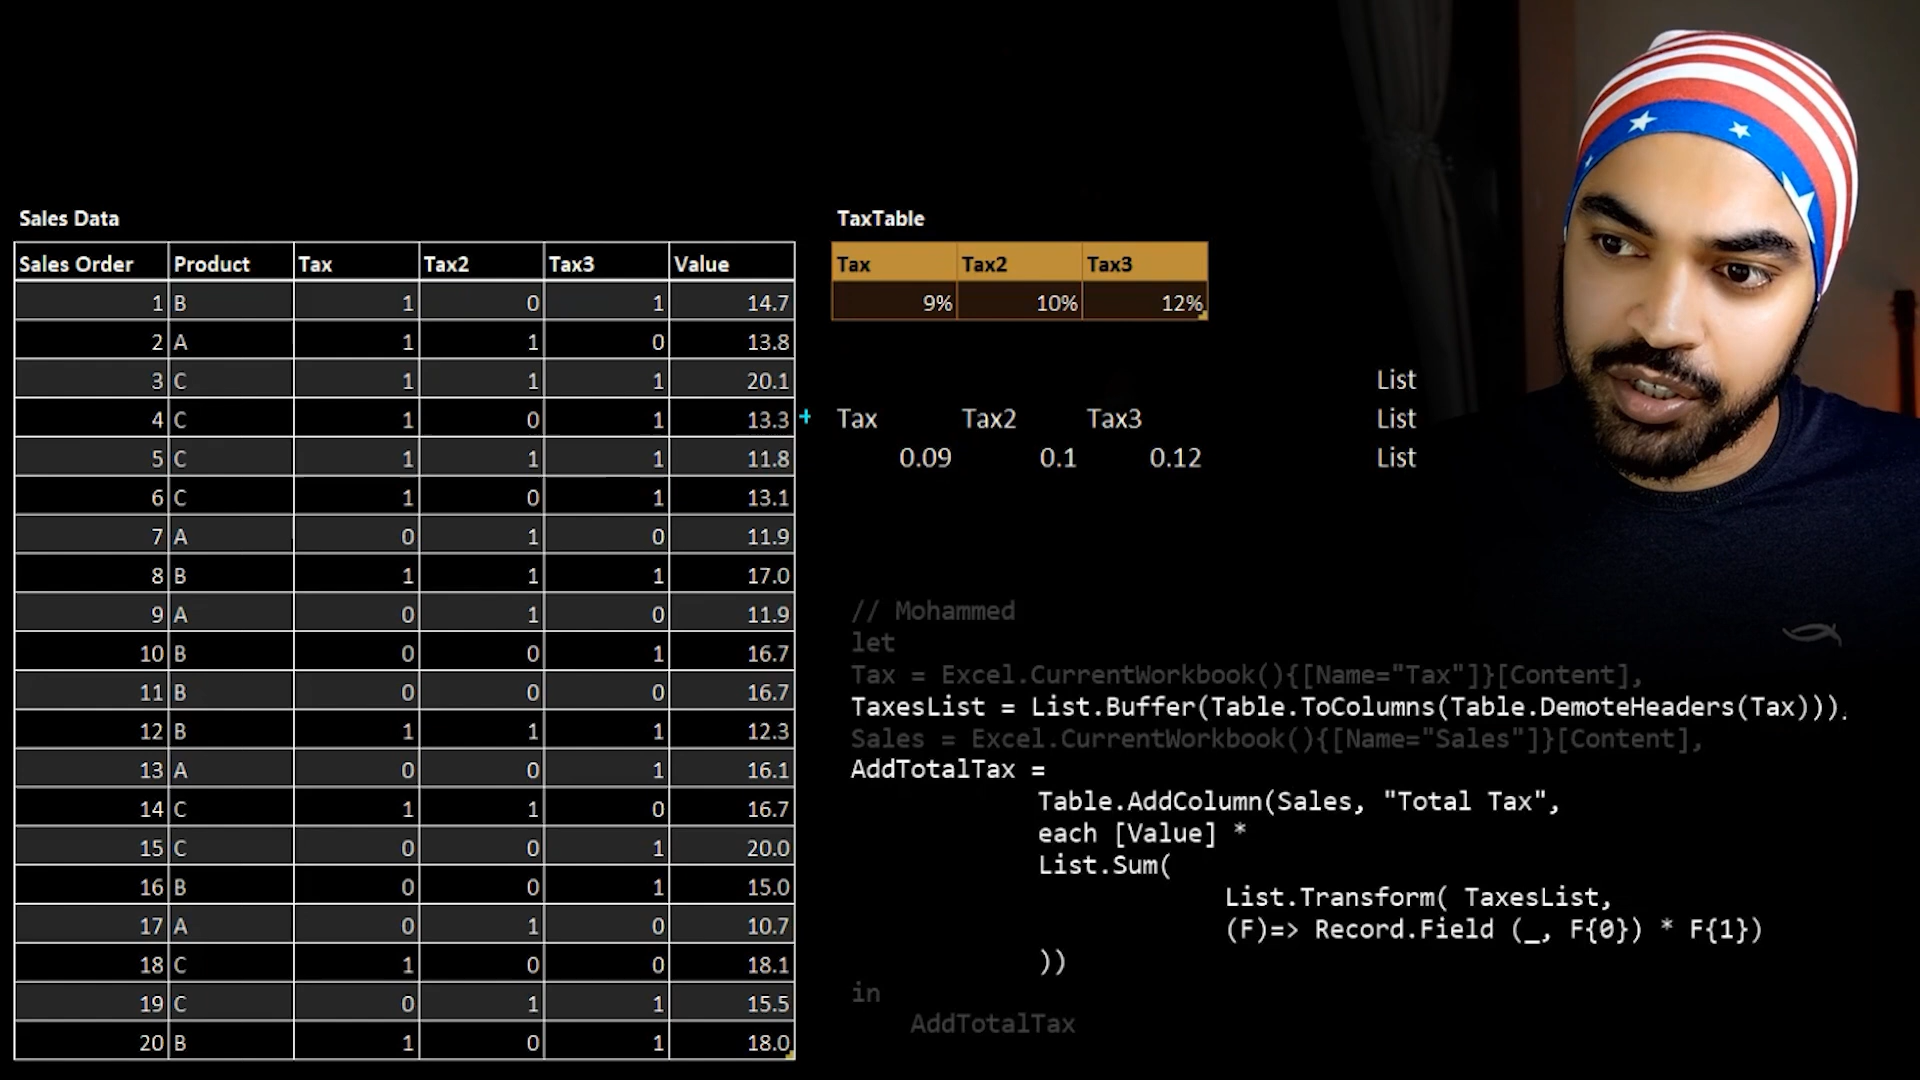 Sales Data
Sales Order Product Tax Tax2 Tax3 Value
1 B 1 0 1 14.7
2 A 1 1 0 13.8
3 C 1 1 1 20.1
4 C 1 0 1 13.3
5 C 1 1 1 11.8
6 C 1 0 1 13.1
7 A 0 1 0 11.9
8 B 1 1 1 17.0
9 A 0 1 0 11.9
10 B 0 0 1 16.7
11 B 0 0 0 16.7
12 B 1 1 1 12.3
13 A 0 0 1 16.1
14 C 1 1 0 16.7
15 C 0 0 1 20.0
16 B 0 0 1 15.0
17 A 0 1 0 10.7
18 C 1 0 0 18.1
19 C 0 1 1 15.5
20 B 1 0 1 18.0
TaxTable
Tax Tax2 Tax3
9% 10% 12%
List
Tax Tax2 Tax3 List
0.09 0.1 0.12 List
// Mohammed
let
Tax = Excel.CurrentWorkbook(){[Name="Tax"]}[Content],
TaxesList = List.Buffer(Table.ToColumns(Table.DemoteHeaders(Tax))),
Sales = Excel.CurrentWorkbook(){[Name="Sales"]}[Content],
AddTotalTax =
Table.AddColumn(Sales, "Total Tax",
each [Value] *
List.Sum(
List.Transform( TaxesList,
(F)=> Record.Field (_, F{0}) * F{1})
))
in
AddTotalTax